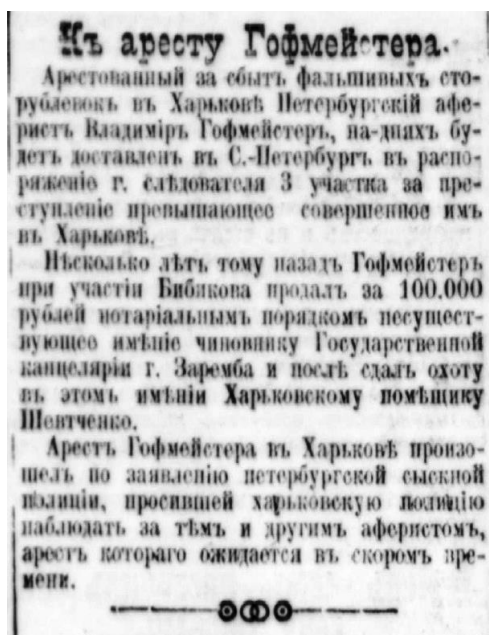 Къ аресту Гофмейстера.
Арестованный за сбытъ фальшивыхъ сто-
рублевокъ въ Харьковѣ Петербургскій афе-
ристъ Владиміръ Гофмейстеръ, на-дняхъ бу-
детъ доставленъ въ С.-Петербургъ въ распо-
ряженіе г. слѣдователя 3 участка за пре-
ступленіе превышающее совершенное имъ
въ Харьковѣ.
Нѣсколько лѣтъ тому назадъ Гофмейстеръ
при участіи Бибикова продалъ за 100.000
рублей нотаріальнымъ порядкомъ несущест-
вующее имѣніе чиновнику Государственной
канцеляріи г. Заремба и послѣ сдалъ охоту
въ этомъ имѣніи Харьковскому помѣщику
Шевтченко.
Арестъ Гофмейстера въ Харьковѣ произо-
шелъ по заявленію петербургской сыскной
полиціи, просившей харьковскую полицію
наблюдать за тѣмъ и другимъ аферистомъ,
арестъ котораго ожидается въ скоромъ вре-
мени.